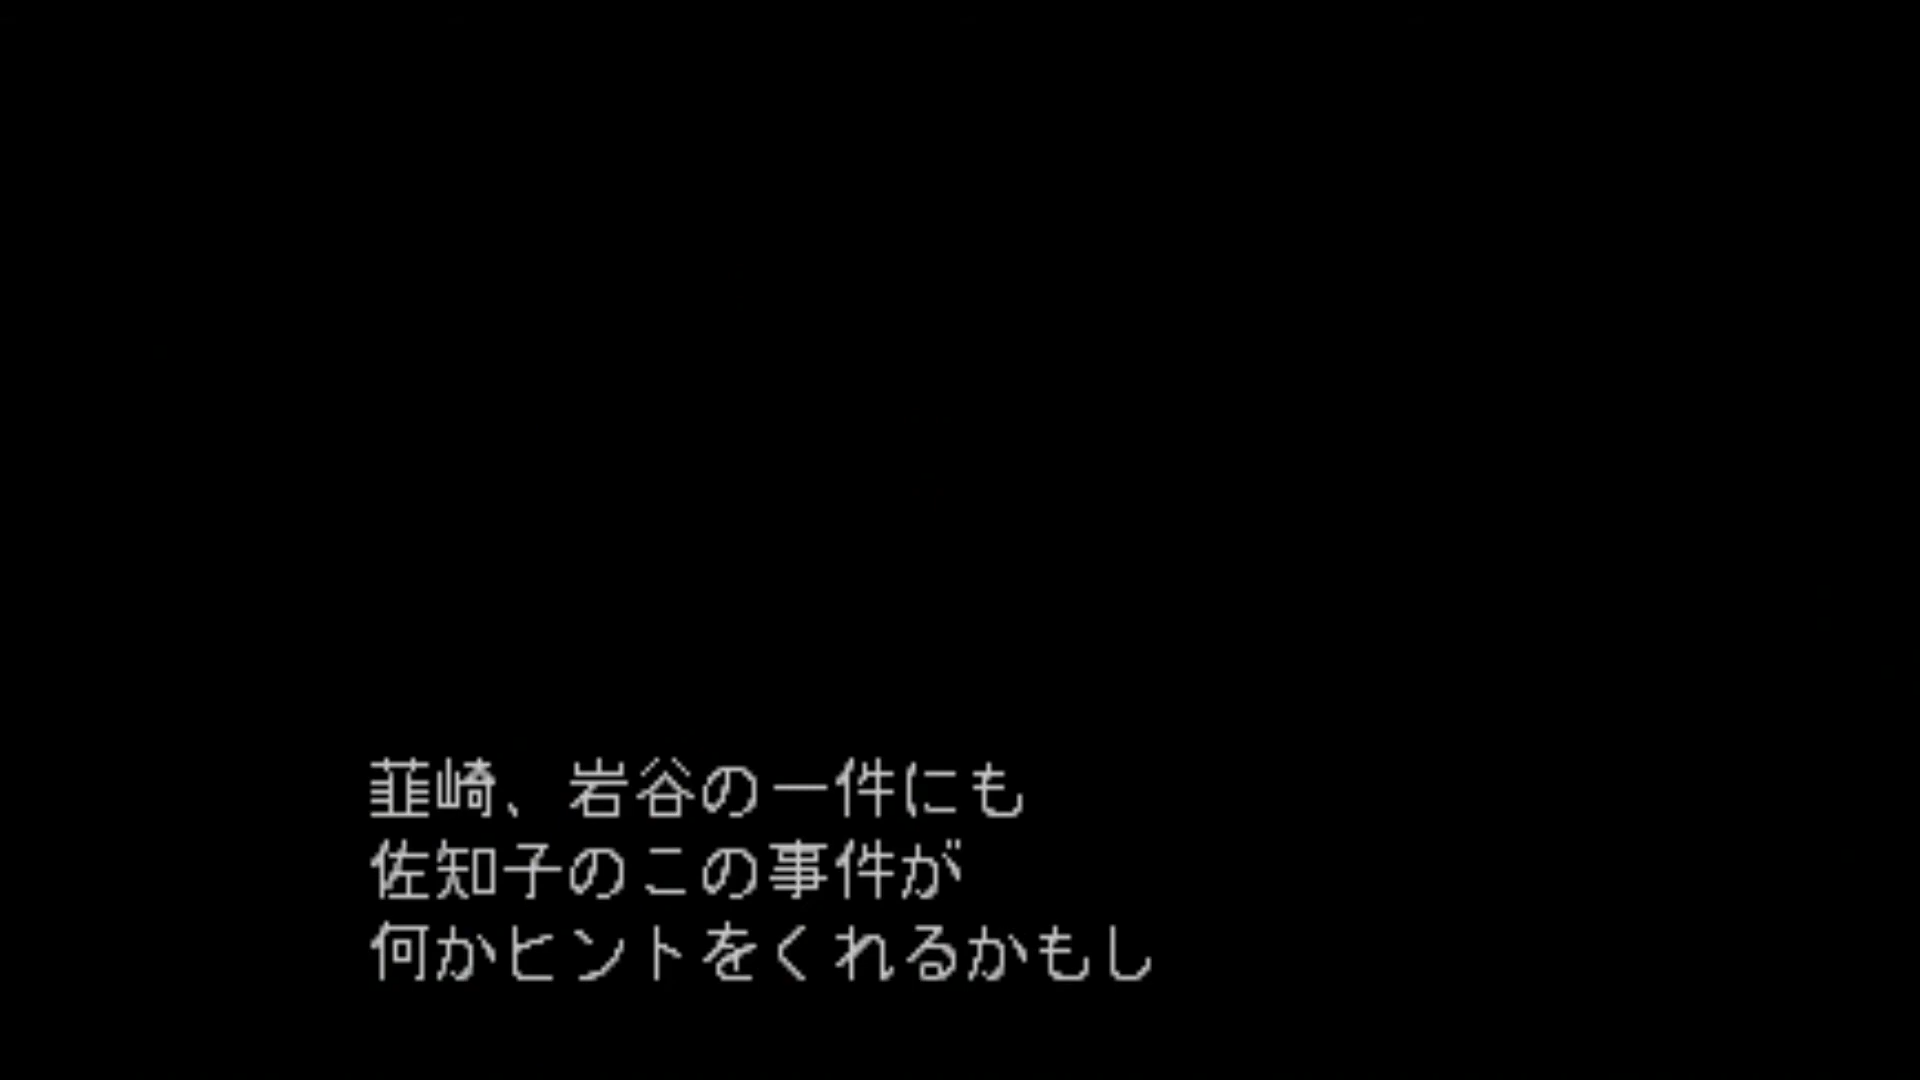 韮崎、岩谷の一件にも
佐知子のこの事件が
何かヒントをくれるかもし